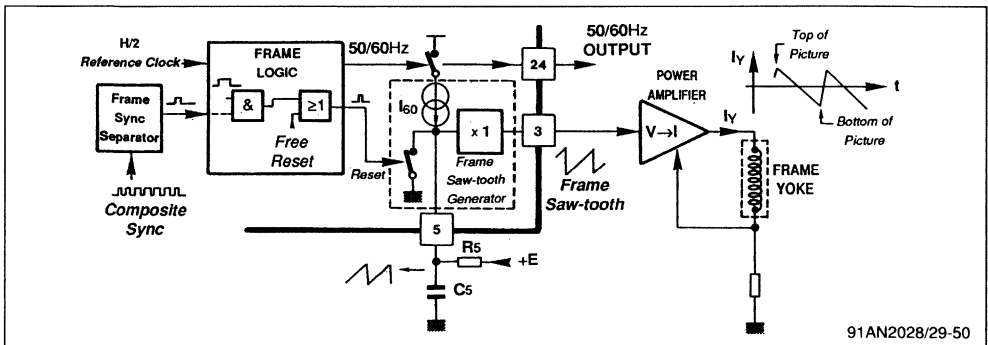 H/2
Reference Clock
Frame
Sync
Separator
Composite
Sync
FRAME
LOGIC
&
≥1
Free
Reset
50/60Hz
I60
Reset
x 1
Frame
Saw-tooth
Generator
24
50/60Hz
OUTPUT
3
Frame
Saw-tooth
5
R5
+E
C5
POWER
AMPLIFIER
V→I
IY
IY
Top of
Picture
t
Bottom of
Picture
FRAME
YOKE
91AN2028/29-50